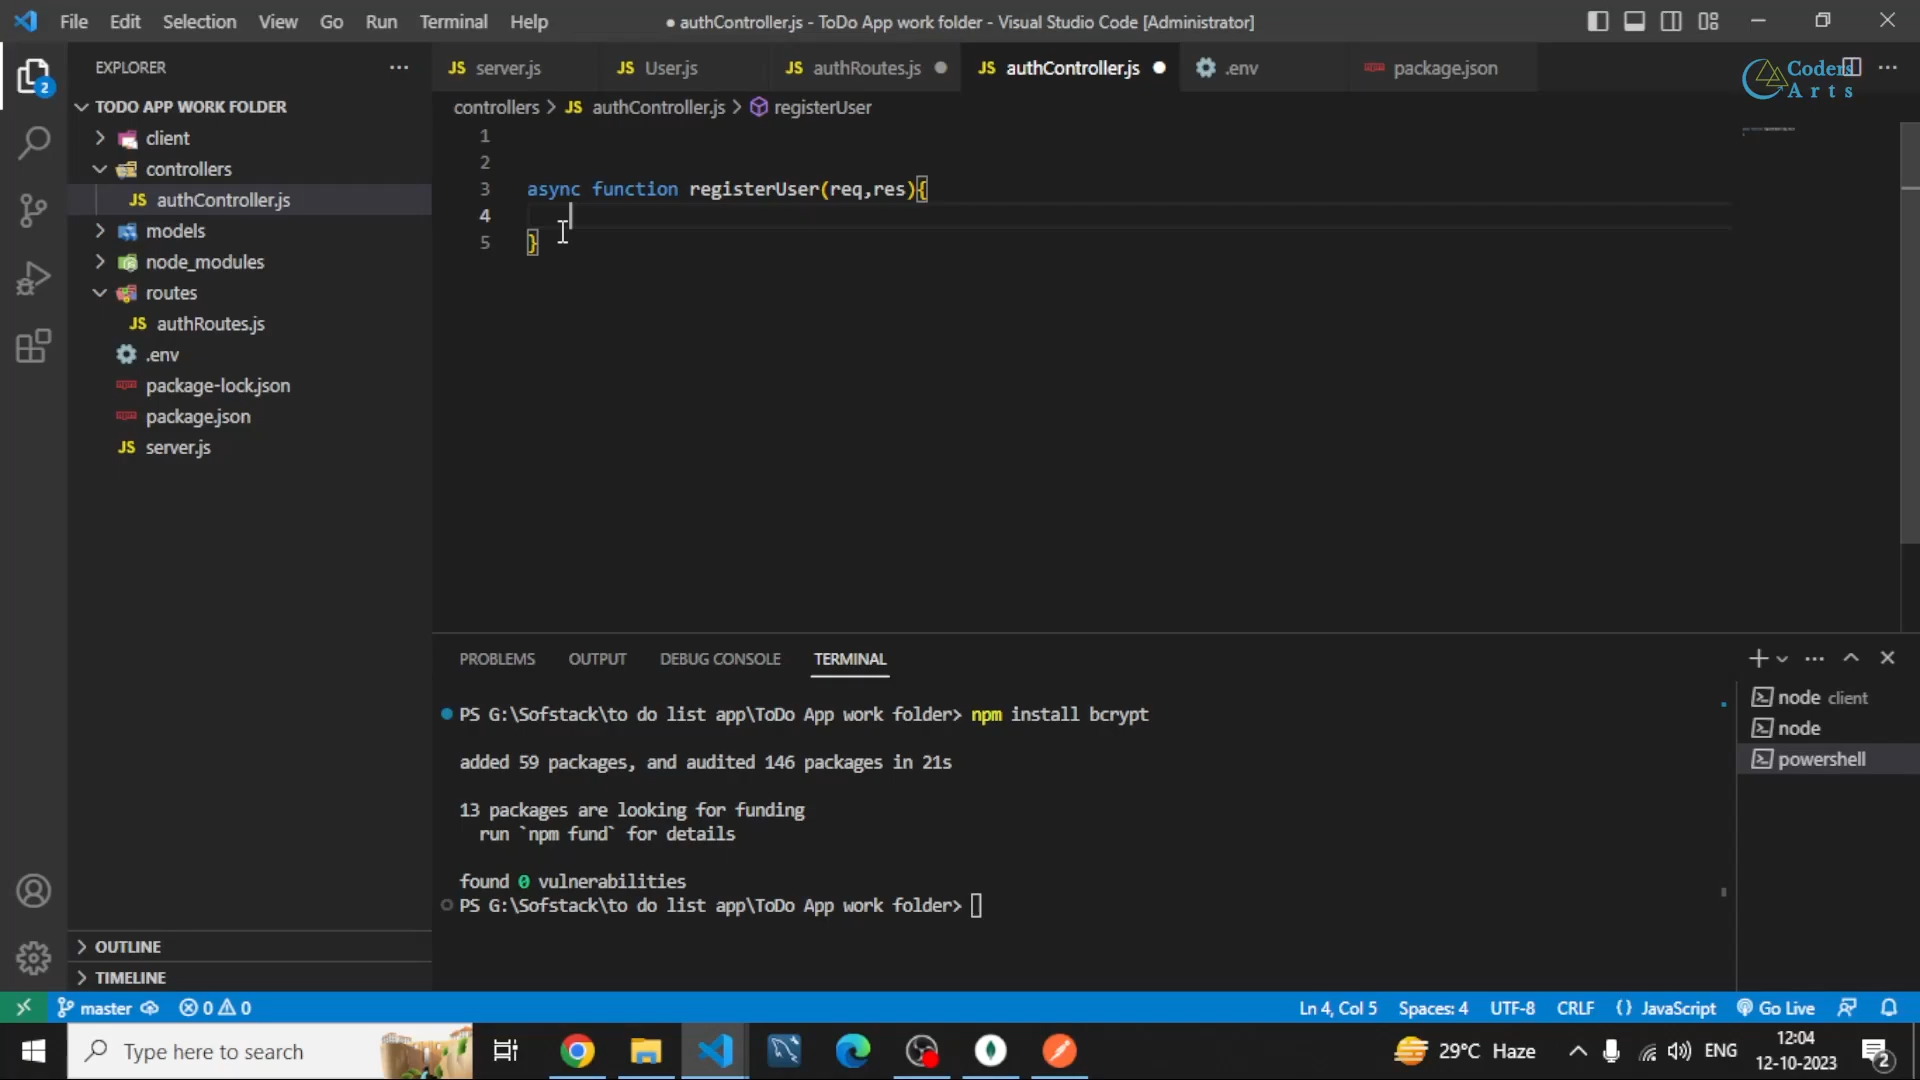 File Edit Selection View Go Run Terminal Help
● authController.js - ToDo App work folder - Visual Studio Code [Administrator]
EXPLORER
TODO APP WORK FOLDER
client
controllers
JS authController.js
models
node_modules
routes
JS authRoutes.js
.env
package-lock.json
package.json
JS server.js
OUTLINE
TIMELINE
JS server.js
JS User.js
JS authRoutes.js
JS authController.js
.env
package.json
Coders
Arts
controllers > JS authController.js > registerUser
1
2
3 async function registerUser(req,res){
4
5 }
PROBLEMS OUTPUT DEBUG CONSOLE TERMINAL
PS G:\Sofstack\to do list app\ToDo App work folder> npm install bcrypt
added 59 packages, and audited 146 packages in 21s
13 packages are looking for funding
run `npm fund` for details
found 0 vulnerabilities
PS G:\Sofstack\to do list app\ToDo App work folder>
node client
node
powershell
master 0 0
Ln 4, Col 5 Spaces: 4 UTF-8 CRLF {} JavaScript Go Live
Type here to search
29°C Haze
ENG
12:04
12-10-2023
2
2